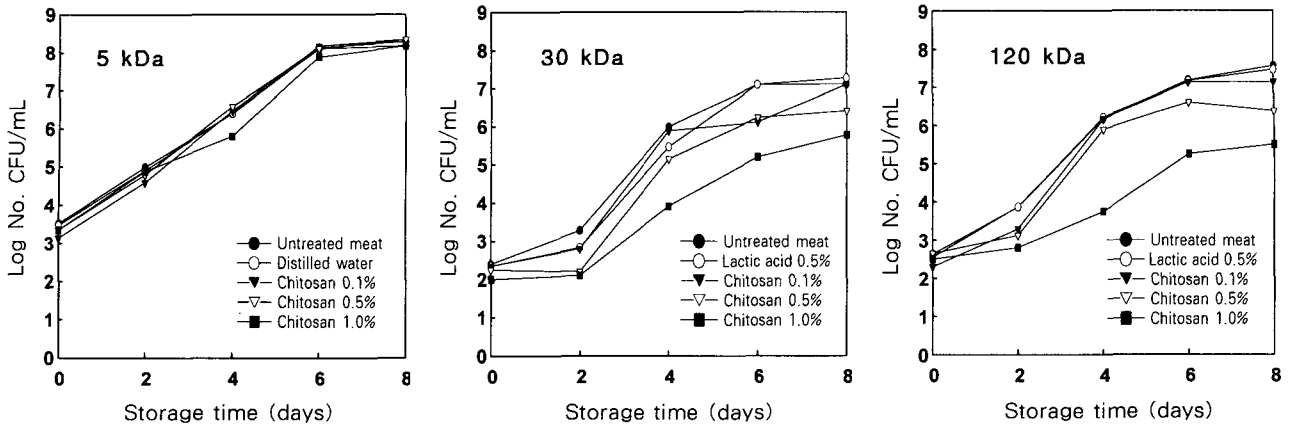 5 kDa
Log No. CFU/mL
9
8
7
6
5
4
3
2
1
0
Untreated meat
Distilled water
Chitosan 0.1%
Chitosan 0.5%
Chitosan 1.0%
0 2 4 6 8
Storage time (days)
30 kDa
Log No. CFU/mL
9
8
7
6
5
4
3
2
1
0
Untreated meat
Lactic acid 0.5%
Chitosan 0.1%
Chitosan 0.5%
Chitosan 1.0%
0 2 4 6 8
Storage time (days)
120 kDa
Log No. CFU/mL
9
8
7
6
5
4
3
2
1
0
Untreated meat
Lactic acid 0.5%
Chitosan 0.1%
Chitosan 0.5%
Chitosan 1.0%
0 2 4 6 8
Storage time (days)